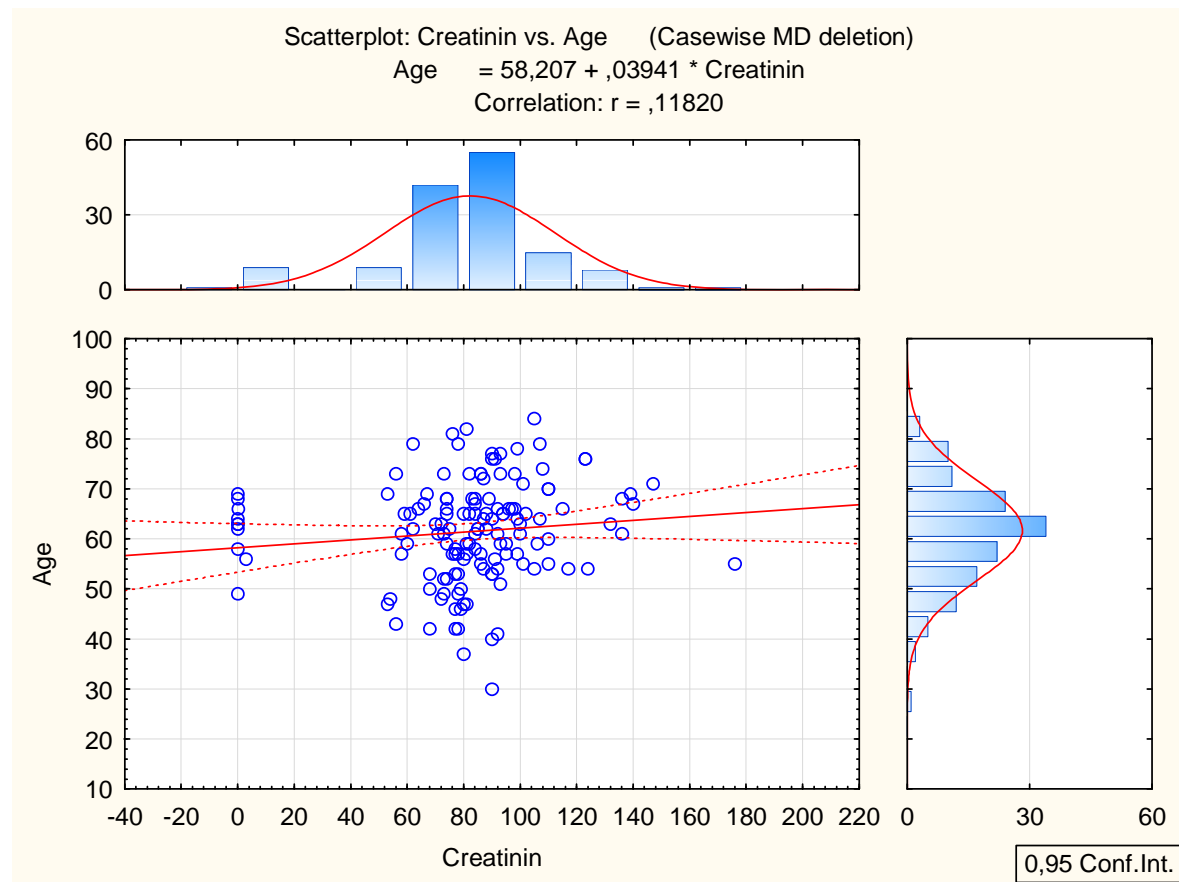 Scatterplot: Creatinin vs. Age (Casewise MD deletion)
Age = 58,207 + ,03941 * Creatinin
Correlation: r = ,11820
60
30
0
100
90
80
70
60
50
40
30
20
10
Age
-40 -20 0 20 40 60 80 100 120 140 160 180 200 220
Creatinin
0 30 60
0,95 Conf.Int.